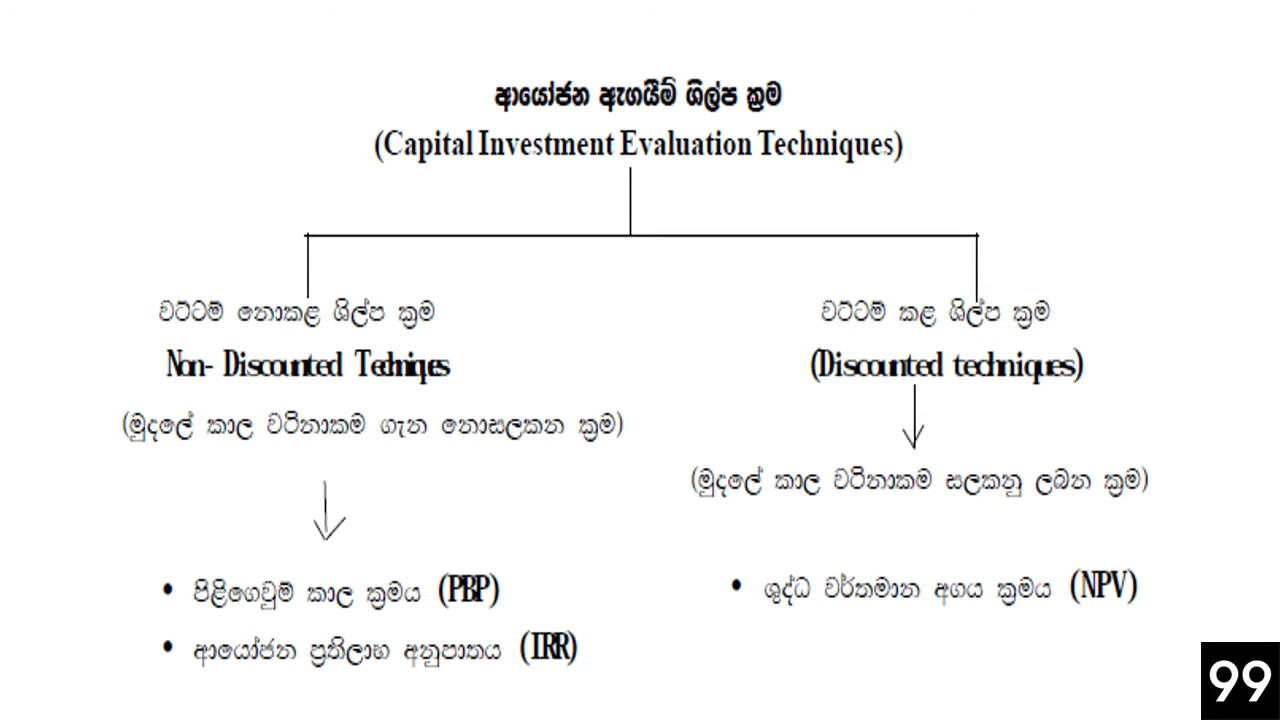 ආයෝජන ඇගයීම් ශිල්ප ක්‍රම
(Capital Investment Evaluation Techniques)
වට්ටම් නොකළ ශිල්ප ක්‍රම
Non- Discounted Techniques
(මුදලේ කාල වටිනාකම ගැන නොසලකන ක්‍රම)
• පිළිගෙවුම් කාල ක්‍රමය (PBP)
• ආයෝජන ප්‍රතිලාභ අනුපාතය (IRR)
වට්ටම් කළ ශිල්ප ක්‍රම
(Discounted techniques)
(මුදලේ කාල වටිනාකම සලකනු ලබන ක්‍රම)
• ශුද්ධ වර්තමාන අගය ක්‍රමය (NPV)
99